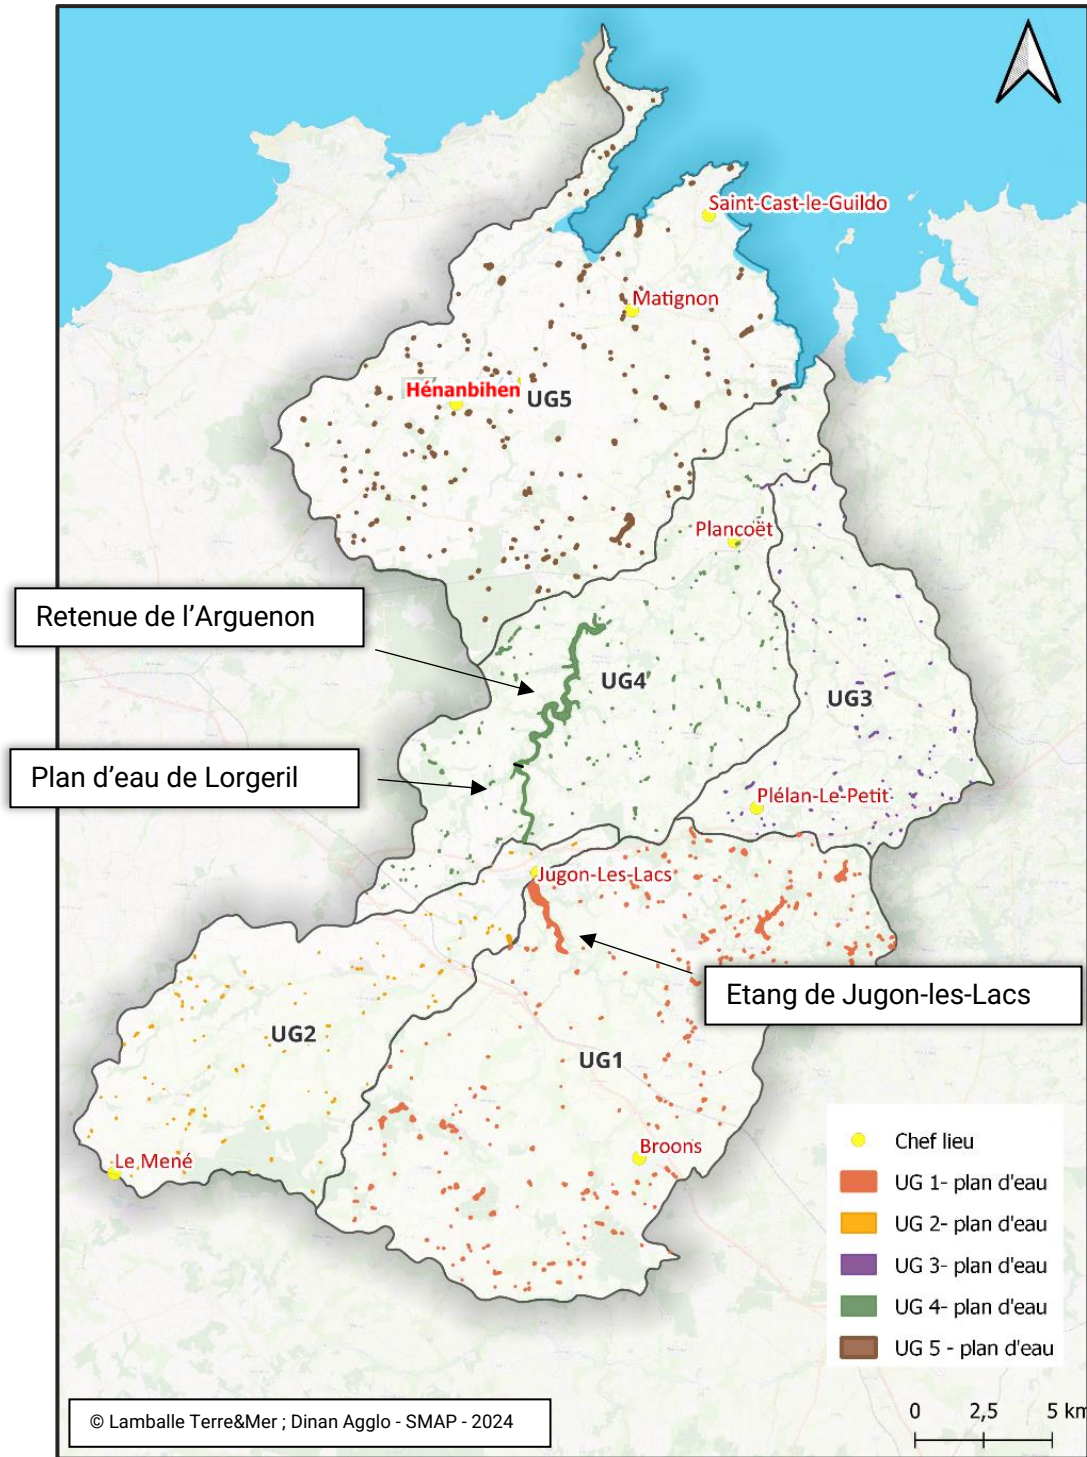 Saint-Cast-le-Guildo
Matignon
Hénanbihen
UG5
Plancoët
Retenue de l’Arguenon
UG4
UG3
Plan d’eau de Lorgeril
Plélan-Le-Petit
Jugon-Les-Lacs
Etang de Jugon-les-Lacs
UG2
UG1
Broons
Le Mené
Chef lieu
UG 1- plan d'eau
UG 2- plan d'eau
UG 3- plan d'eau
UG 4- plan d'eau
UG 5 - plan d'eau
© Lamballe Terre&Mer ; Dinan Agglo - SMAP - 2024
0 2,5 5 km